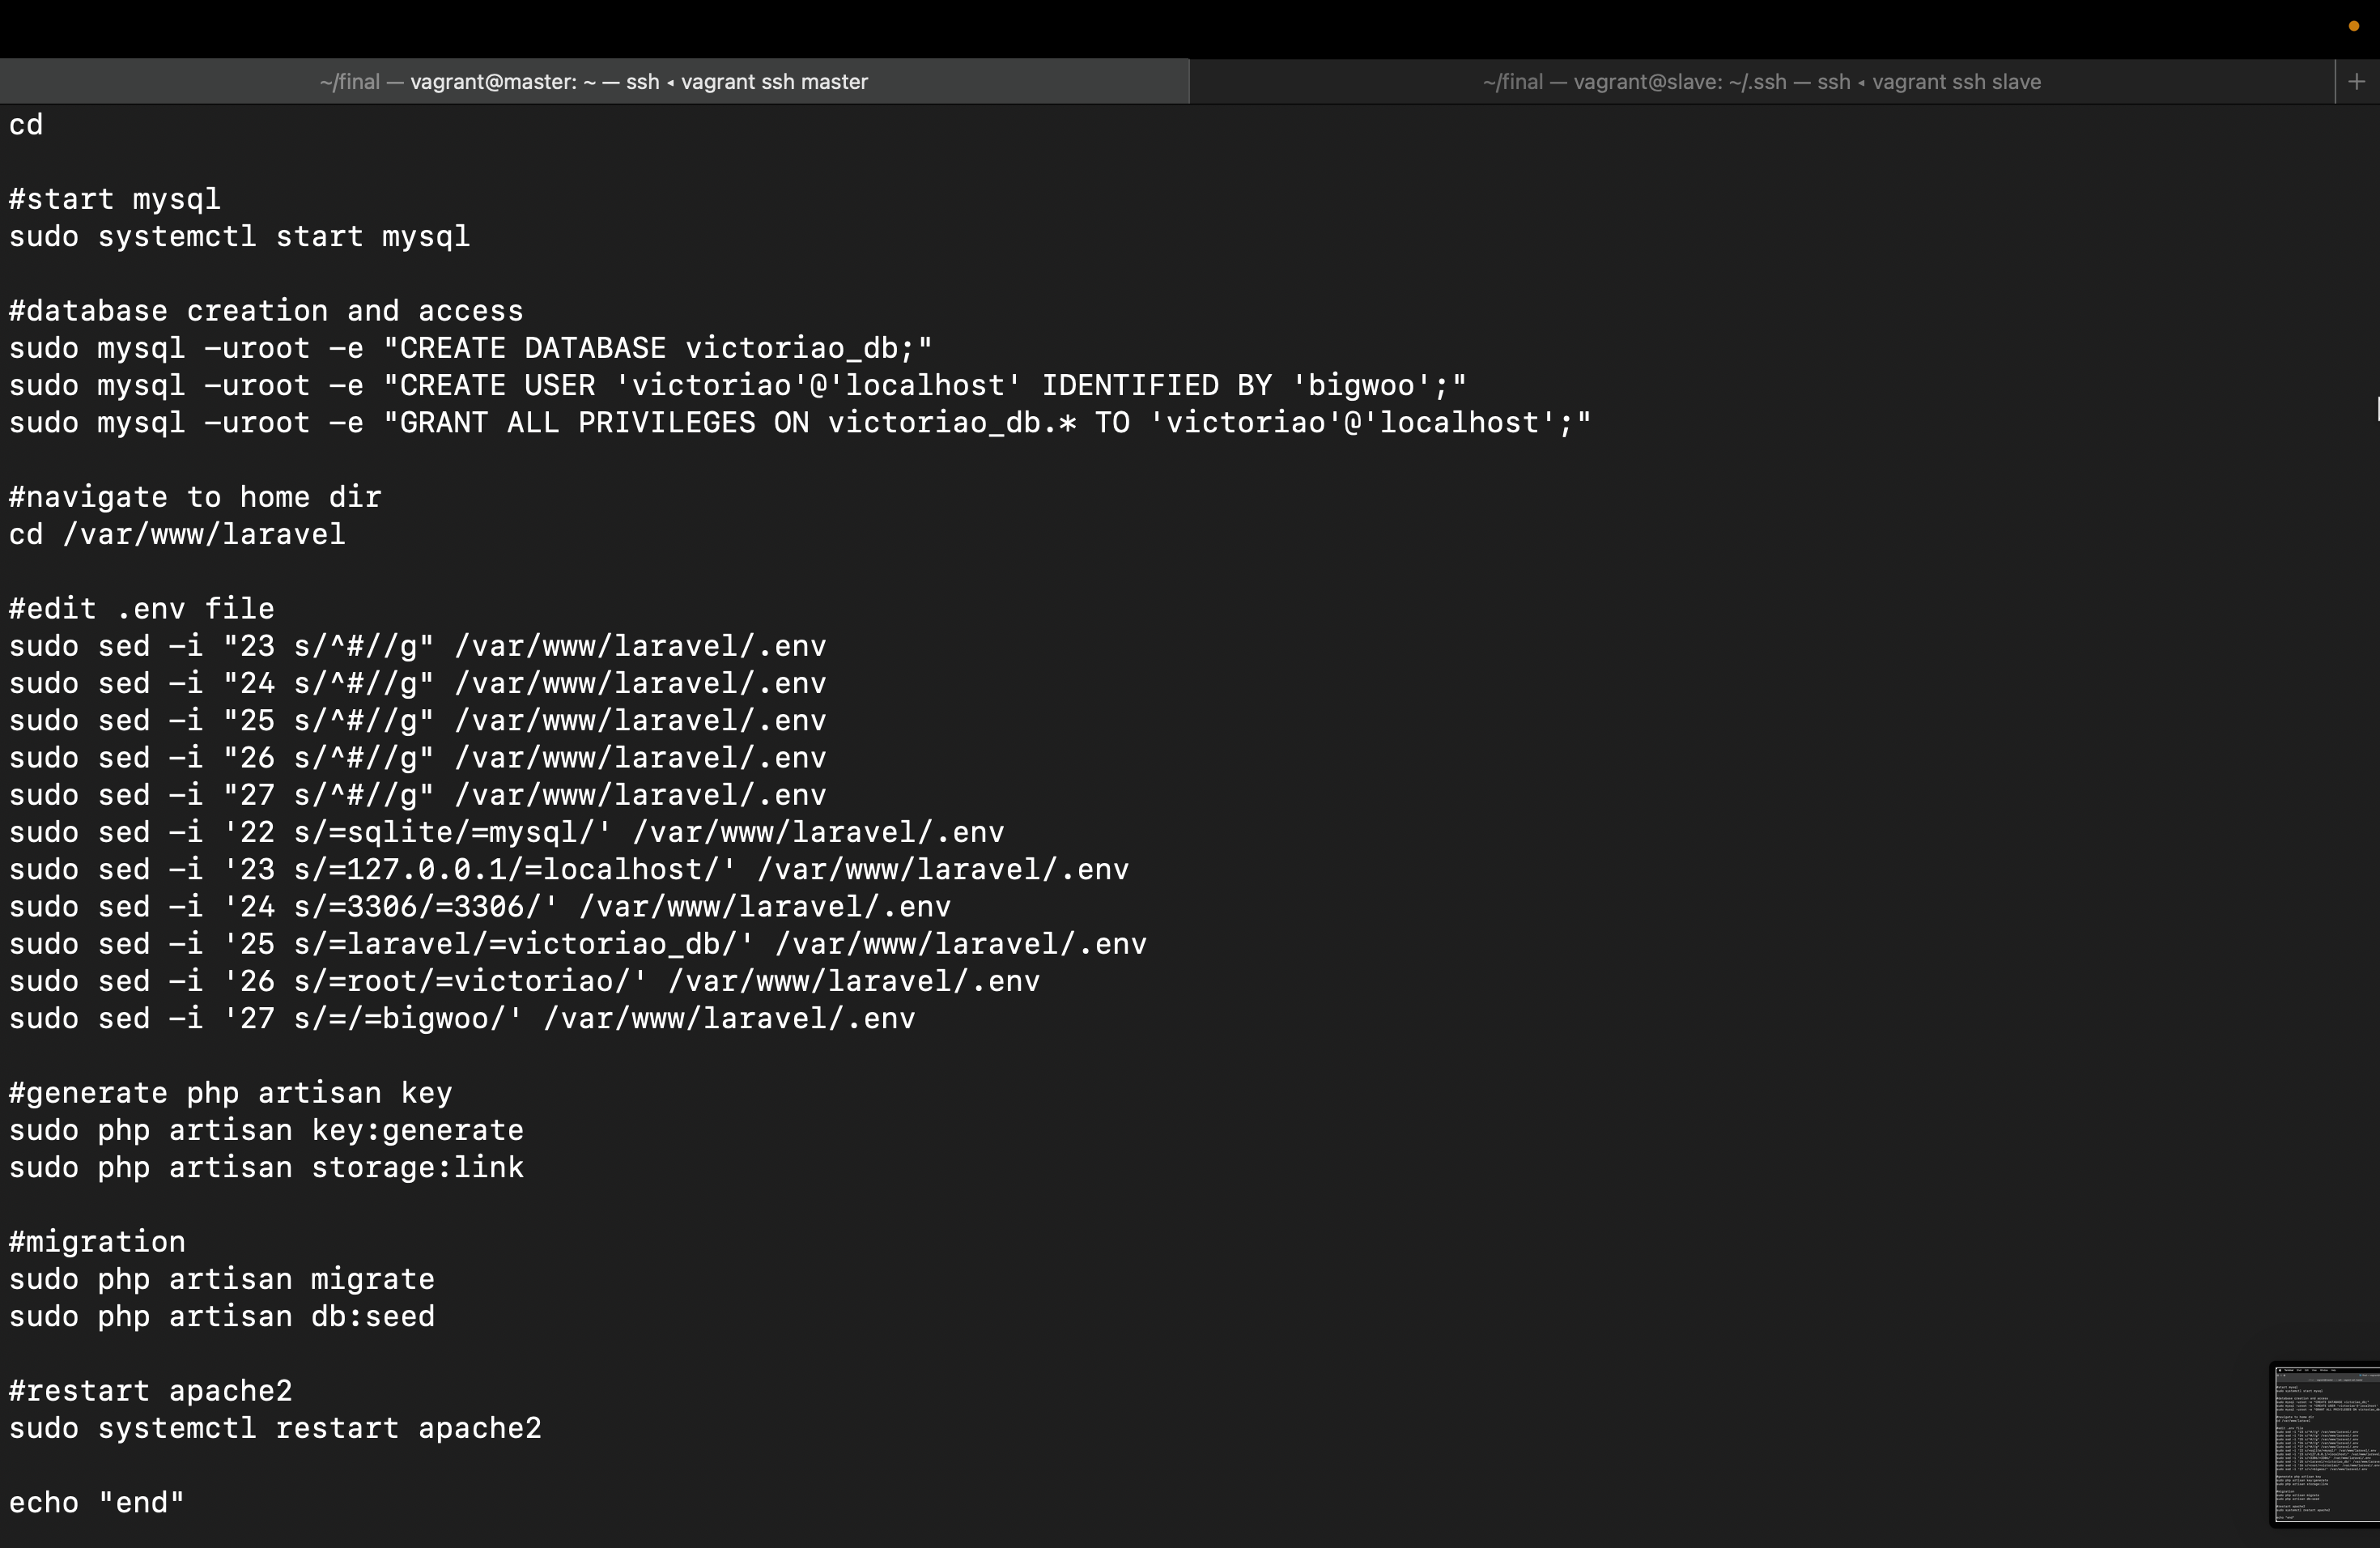 ~/final — vagrant@master: ~ — ssh ◂ vagrant ssh master
~/final — vagrant@slave: ~/.ssh — ssh ◂ vagrant ssh slave
+
cd
#start mysql
sudo systemctl start mysql
#database creation and access
sudo mysql -uroot -e "CREATE DATABASE victoriao_db;"
sudo mysql -uroot -e "CREATE USER 'victoriao'@'localhost' IDENTIFIED BY 'bigwoo';"
sudo mysql -uroot -e "GRANT ALL PRIVILEGES ON victoriao_db.* TO 'victoriao'@'localhost';"
#navigate to home dir
cd /var/www/laravel
#edit .env file
sudo sed -i "23 s/^#//g" /var/www/laravel/.env
sudo sed -i "24 s/^#//g" /var/www/laravel/.env
sudo sed -i "25 s/^#//g" /var/www/laravel/.env
sudo sed -i "26 s/^#//g" /var/www/laravel/.env
sudo sed -i "27 s/^#//g" /var/www/laravel/.env
sudo sed -i '22 s/=sqlite/=mysql/' /var/www/laravel/.env
sudo sed -i '23 s/=127.0.0.1/=localhost/' /var/www/laravel/.env
sudo sed -i '24 s/=3306/=3306/' /var/www/laravel/.env
sudo sed -i '25 s/=laravel/=victoriao_db/' /var/www/laravel/.env
sudo sed -i '26 s/=root/=victoriao/' /var/www/laravel/.env
sudo sed -i '27 s/=/=bigwoo/' /var/www/laravel/.env
#generate php artisan key
sudo php artisan key:generate
sudo php artisan storage:link
#migration
sudo php artisan migrate
sudo php artisan db:seed
#restart apache2
sudo systemctl restart apache2
echo "end"